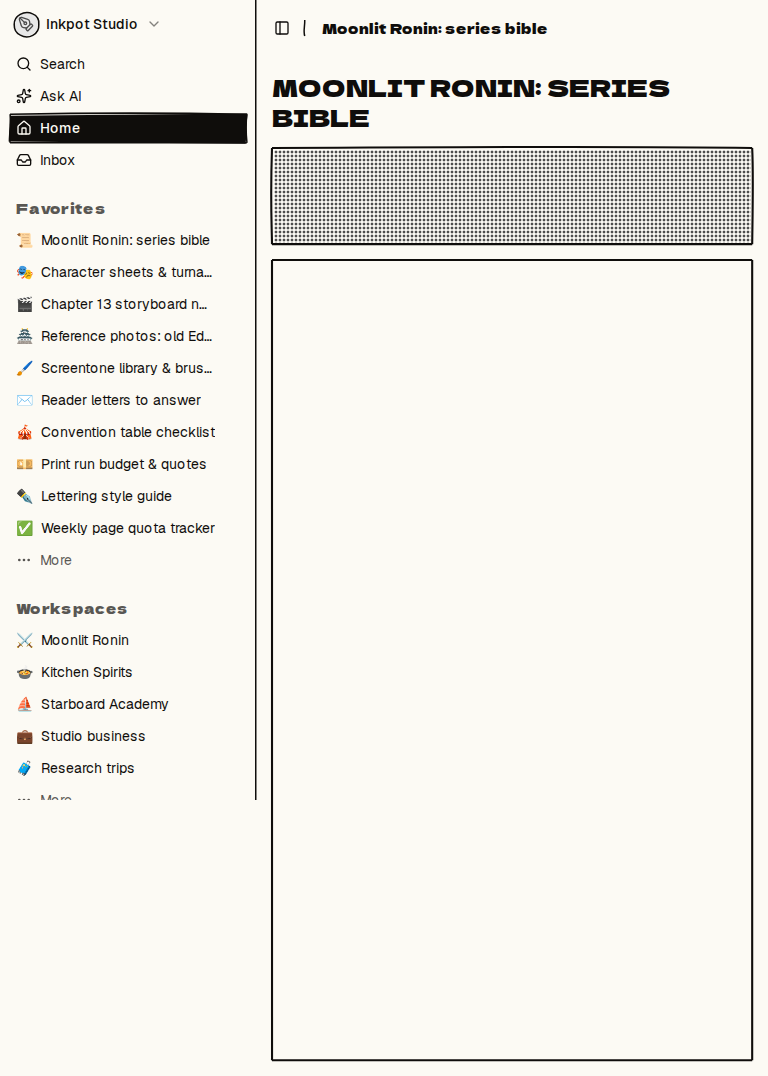 Inkpot Studio
Search
Ask AI
Home
Inbox
Favorites
Moonlit Ronin: series bible
Character sheets & turna…
Chapter 13 storyboard n…
Reference photos: old Ed…
Screentone library & brus…
Reader letters to answer
Convention table checklist
Print run budget & quotes
Lettering style guide
Weekly page quota tracker
More
Workspaces
Moonlit Ronin
Kitchen Spirits
Starboard Academy
Studio business
Research trips
More
Moonlit Ronin: series bible
MOONLIT RONIN: SERIES
BIBLE